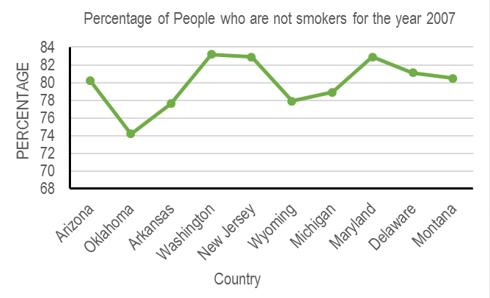 Percentage of People who are not smokers for the year 2007
PERCENTAGE
84
82
80
78
76
74
72
70
68
Arizona
Oklahoma
Arkansas
Washington
New Jersey
Wyoming
Michigan
Maryland
Delaware
Montana
Country